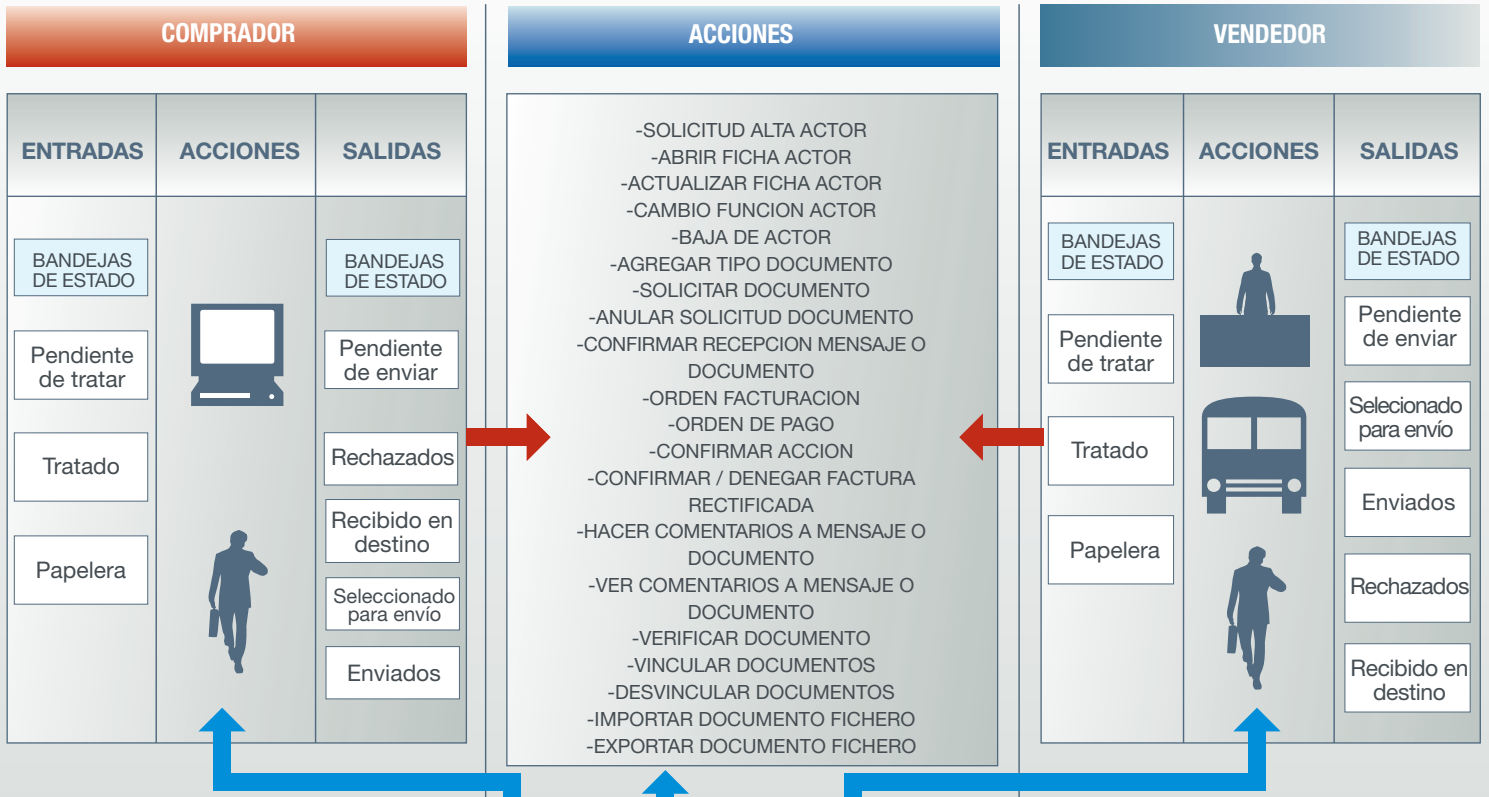 COMPRADOR
ENTRADAS
ACCIONES
SALIDAS
BANDEJAS
DE ESTADO
Pendiente
de tratar
Tratado
Papelera
BANDEJAS
DE ESTADO
Pendiente
de enviar
Rechazados
Recibido en
destino
Seleccionado
para envío
Enviados
ACCIONES
-SOLICITUD ALTA ACTOR
-ABRIR FICHA ACTOR
-ACTUALIZAR FICHA ACTOR
-CAMBIO FUNCION ACTOR
-BAJA DE ACTOR
-AGREGAR TIPO DOCUMENTO
-SOLICITAR DOCUMENTO
-ANULAR SOLICITUD DOCUMENTO
-CONFIRMAR RECEPCION MENSAJE O
DOCUMENTO
-ORDEN FACTURACION
-ORDEN DE PAGO
-CONFIRMAR ACCION
-CONFIRMAR / DENEGAR FACTURA
RECTIFICADA
-HACER COMENTARIOS A MENSAJE O
DOCUMENTO
-VER COMENTARIOS A MENSAJE O
DOCUMENTO
-VERIFICAR DOCUMENTO
-VINCULAR DOCUMENTOS
-DESVINCULAR DOCUMENTOS
-IMPORTAR DOCUMENTO FICHERO
-EXPORTAR DOCUMENTO FICHERO
VENDEDOR
ENTRADAS
ACCIONES
SALIDAS
BANDEJAS
DE ESTADO
Pendiente
de tratar
Tratado
Papelera
BANDEJAS
DE ESTADO
Pendiente
de enviar
Selecionado
para envío
Enviados
Rechazados
Recibido en
destino